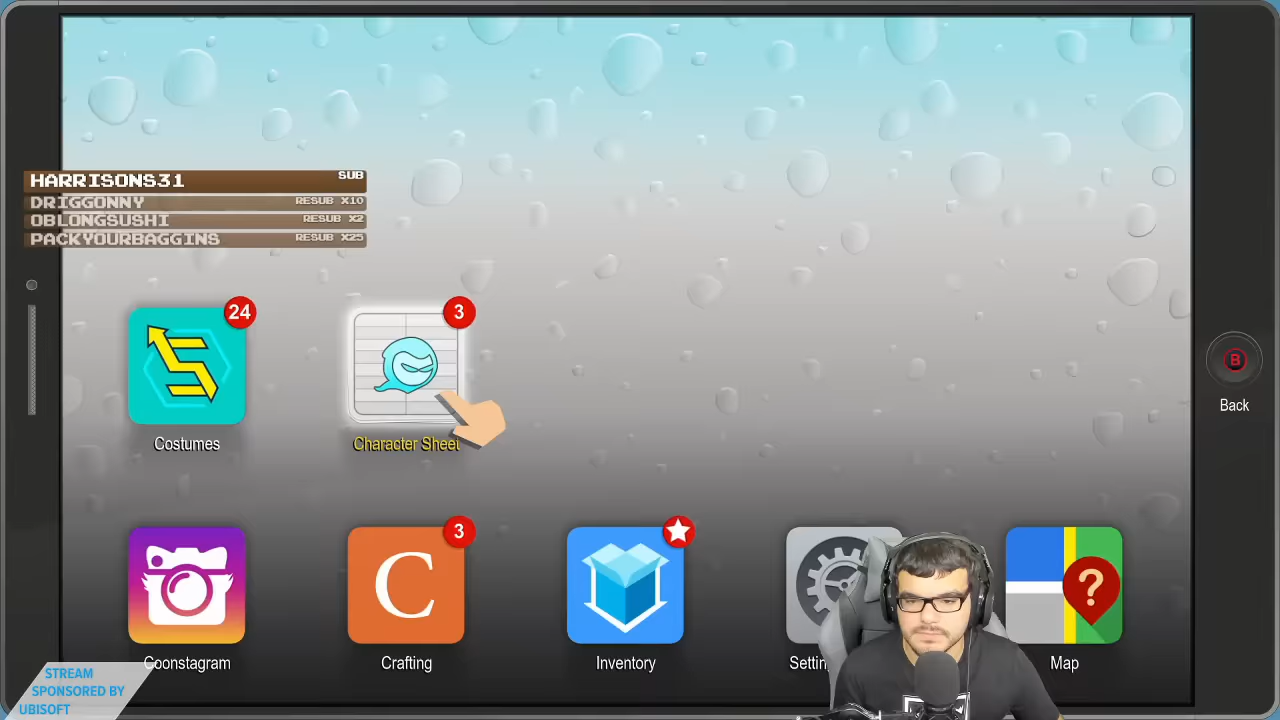 HARRISONS31 SUB
DRIGGONNY RESUB X10
OBLONGSUSHI RESUB X2
PACKYOURBAGGINS RESUB X25
24
3
B
Back
Costumes
Character Sheet
3
C
?
Coonstagram
Crafting
Inventory
Settin
Map
STREAM
SPONSORED BY
UBISOFT